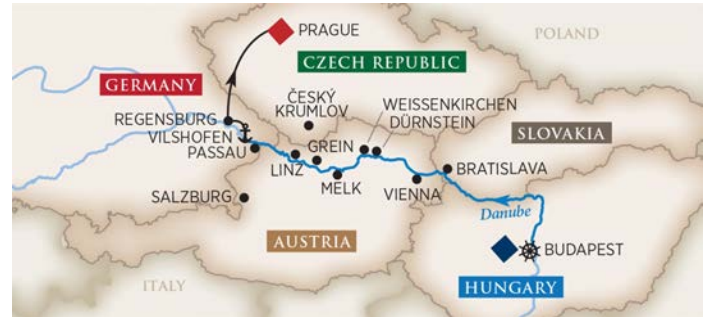 PRAGUE
POLAND
CZECH REPUBLIC
GERMANY
ČESKÝ
KRUMLOV
WEISSENKIRCHEN
DÜRNSTEIN
REGENSBURG
VILSHOFEN
PASSAU
GREIN
SLOVAKIA
LINZ
MELK
BRATISLAVA
VIENNA
SALZBURG
Danube
AUSTRIA
BUDAPEST
ITALY
HUNGARY